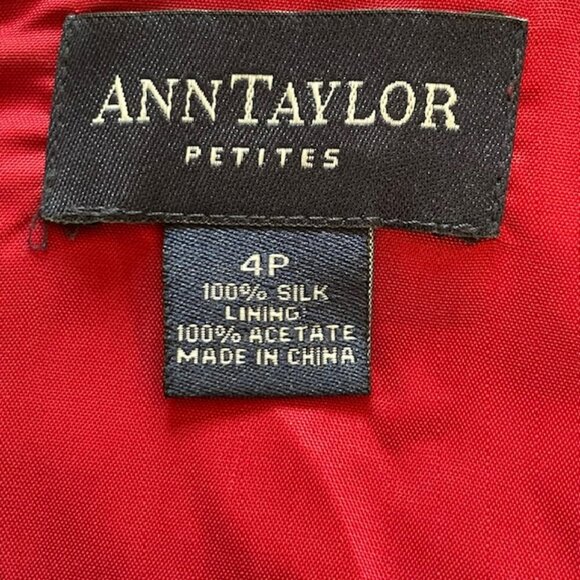 ANNTAYLOR
PETITES
4P
100% SILK
LINING:
100% ACETATE
MADE IN CHINA